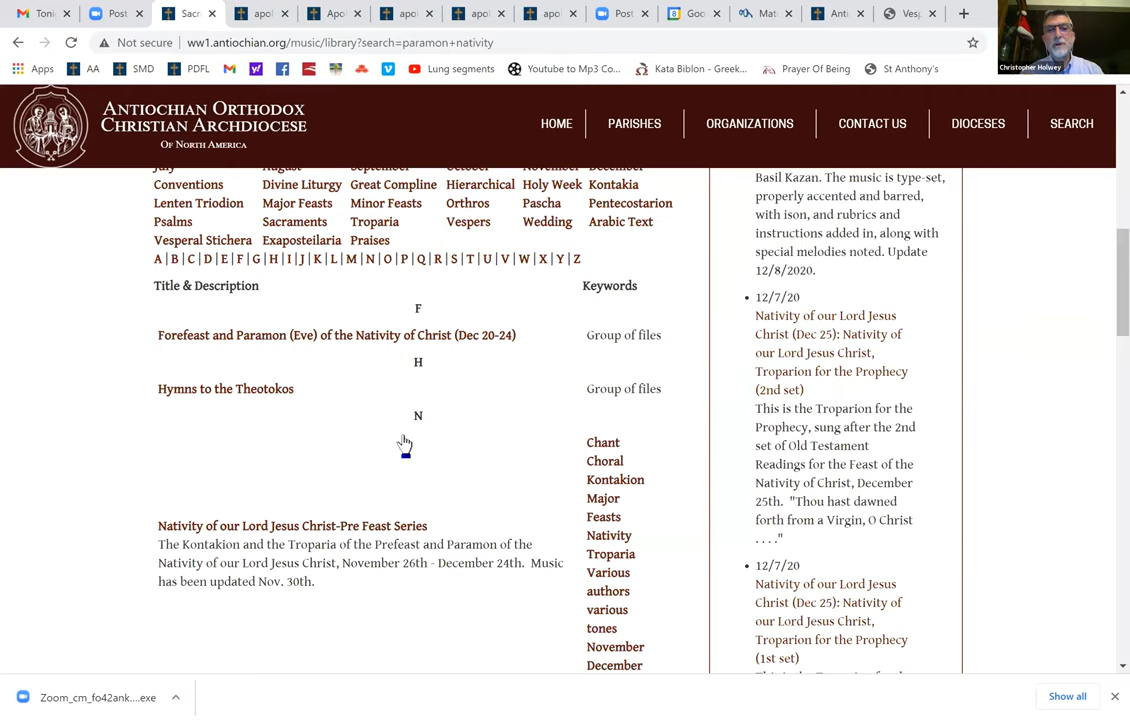 Toni
Post
Sacr
apol
Apol
apol
apol
apol
Post
Goo
Mat
Anti
Vesp
Not secure
ww1.antiochian.org/music/library?search=paramon+nativity
Apps
AA
SMD
PDFL
Lung segments
Youtube to Mp3 Co...
Kata Biblon - Greek...
Prayer Of Being
St Anthony's
Christopher Holwey
ANTIOCHIAN ORTHODOX
CHRISTIAN ARCHDIOCESE
OF NORTH AMERICA
HOME
PARISHES
ORGANIZATIONS
CONTACT US
DIOCESES
SEARCH
July August September October November December
Conventions Divine Liturgy Great Compline Hierarchical Holy Week Kontakia
Lenten Triodion Major Feasts Minor Feasts Orthros Pascha Pentecostarion
Psalms Sacraments Troparia Vespers Wedding Arabic Text
Vesperal Stichera Exaposteilaria Praises
A | B | C | D | E | F | G | H | I | J | K | L | M | N | O | P | Q | R | S | T | U | V | W | X | Y | Z
Title & Description Keywords
F
Forefeast and Paramon (Eve) of the Nativity of Christ (Dec 20-24) Group of files
H
Hymns to the Theotokos Group of files
N
Chant
Choral
Kontakion
Major
Feasts
Nativity
Troparia
Various
authors
various
tones
November
December
Nativity of our Lord Jesus Christ-Pre Feast Series
The Kontakion and the Troparia of the Prefeast and Paramon of the
Nativity of our Lord Jesus Christ, November 26th - December 24th. Music
has been updated Nov. 30th.
Basil Kazan. The music is type-set,
properly accented and barred,
with ison, and rubrics and
instructions added in, along with
special melodies noted. Update
12/8/2020.
• 12/7/20
Nativity of our Lord Jesus
Christ (Dec 25): Nativity of
our Lord Jesus Christ,
Troparion for the Prophecy
(2nd set)
This is the Troparion for the
Prophecy, sung after the 2nd
set of Old Testament
Readings for the Feast of the
Nativity of Christ, December
25th. "Thou hast dawned
forth from a Virgin, O Christ
. . . ."
• 12/7/20
Nativity of our Lord Jesus
Christ (Dec 25): Nativity of
our Lord Jesus Christ,
Troparion for the Prophecy
(1st set)
Zoom_cm_fo42ank....exe
Show all